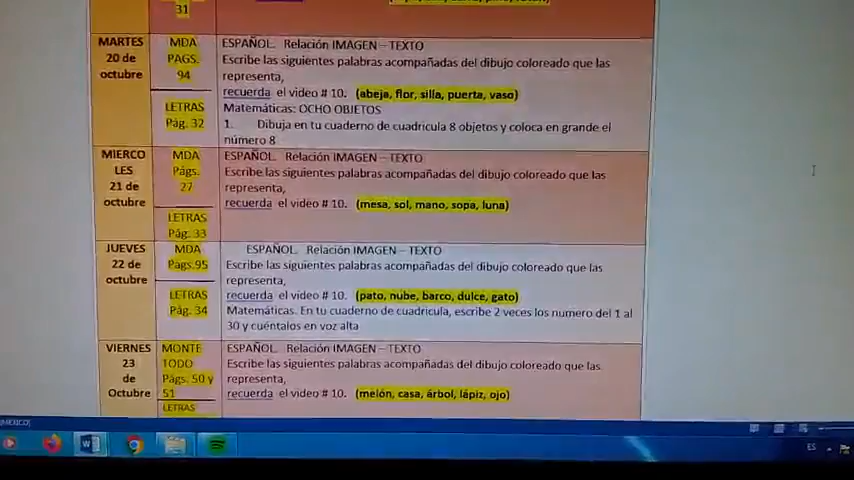 31
MARTES
20 de
octubre
MDA
PAGS.
94
LETRAS
Pág. 32
ESPAÑOL. Relación IMAGEN – TEXTO
Escribe las siguientes palabras acompañadas del dibujo coloreado que las
representa,
recuerda el video # 10. (abeja, flor, silla, puerta, vaso)
Matemáticas: OCHO OBJETOS
1. Dibuja en tu cuaderno de cuadricula 8 objetos y coloca en grande el
número 8
MIERCO
LES
21 de
octubre
MDA
Págs.
27
LETRAS
Pág. 33
ESPAÑOL. Relación IMAGEN – TEXTO
Escribe las siguientes palabras acompañadas del dibujo coloreado que las
representa,
recuerda el video # 10. (mesa, sol, mano, sopa, luna)
JUEVES
22 de
octubre
MDA
Pags.95
LETRAS
Pág. 34
ESPAÑOL. Relación IMAGEN – TEXTO
Escribe las siguientes palabras acompañadas del dibujo coloreado que las
representa,
recuerda el video # 10. (pato, nube, barco, dulce, gato)
Matemáticas. En tu cuaderno de cuadricula, escribe 2 veces los numero del 1 al
30 y cuéntalos en voz alta
VIERNES
23
de
Octubre
MONTE
TODO
Págs. 50 y
51
LETRAS
ESPAÑOL. Relación IMAGEN – TEXTO
Escribe las siguientes palabras acompañadas del dibujo coloreado que las
representa,
recuerda el video # 10. (melón, casa, árbol, lápiz, ojo)
ES